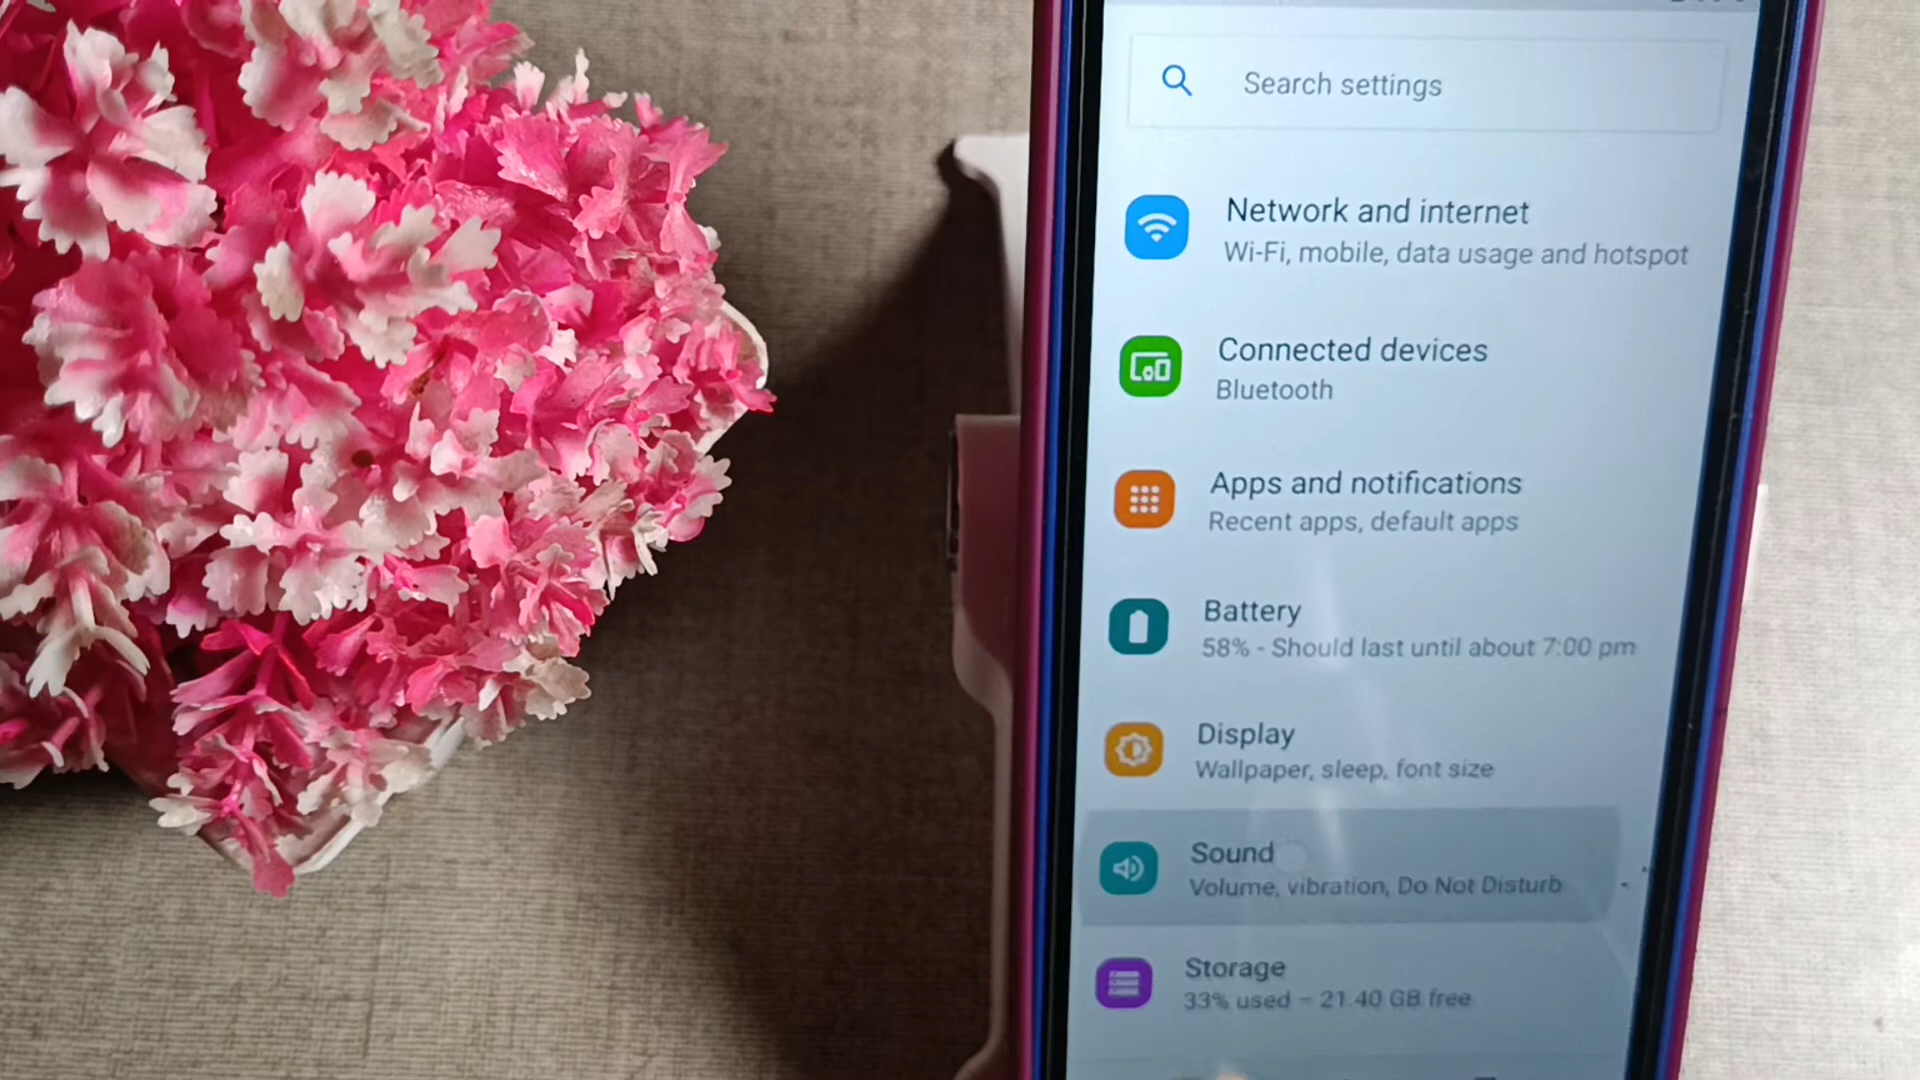 Search settings
Network and internet
Wi-Fi, mobile, data usage and hotspot
Connected devices
Bluetooth
Apps and notifications
Recent apps, default apps
Battery
58% - Should last until about 7:00 pm
Display
Wallpaper, sleep, font size
Sound
Volume, vibration, Do Not Disturb
Storage
33% used – 21.40 GB free